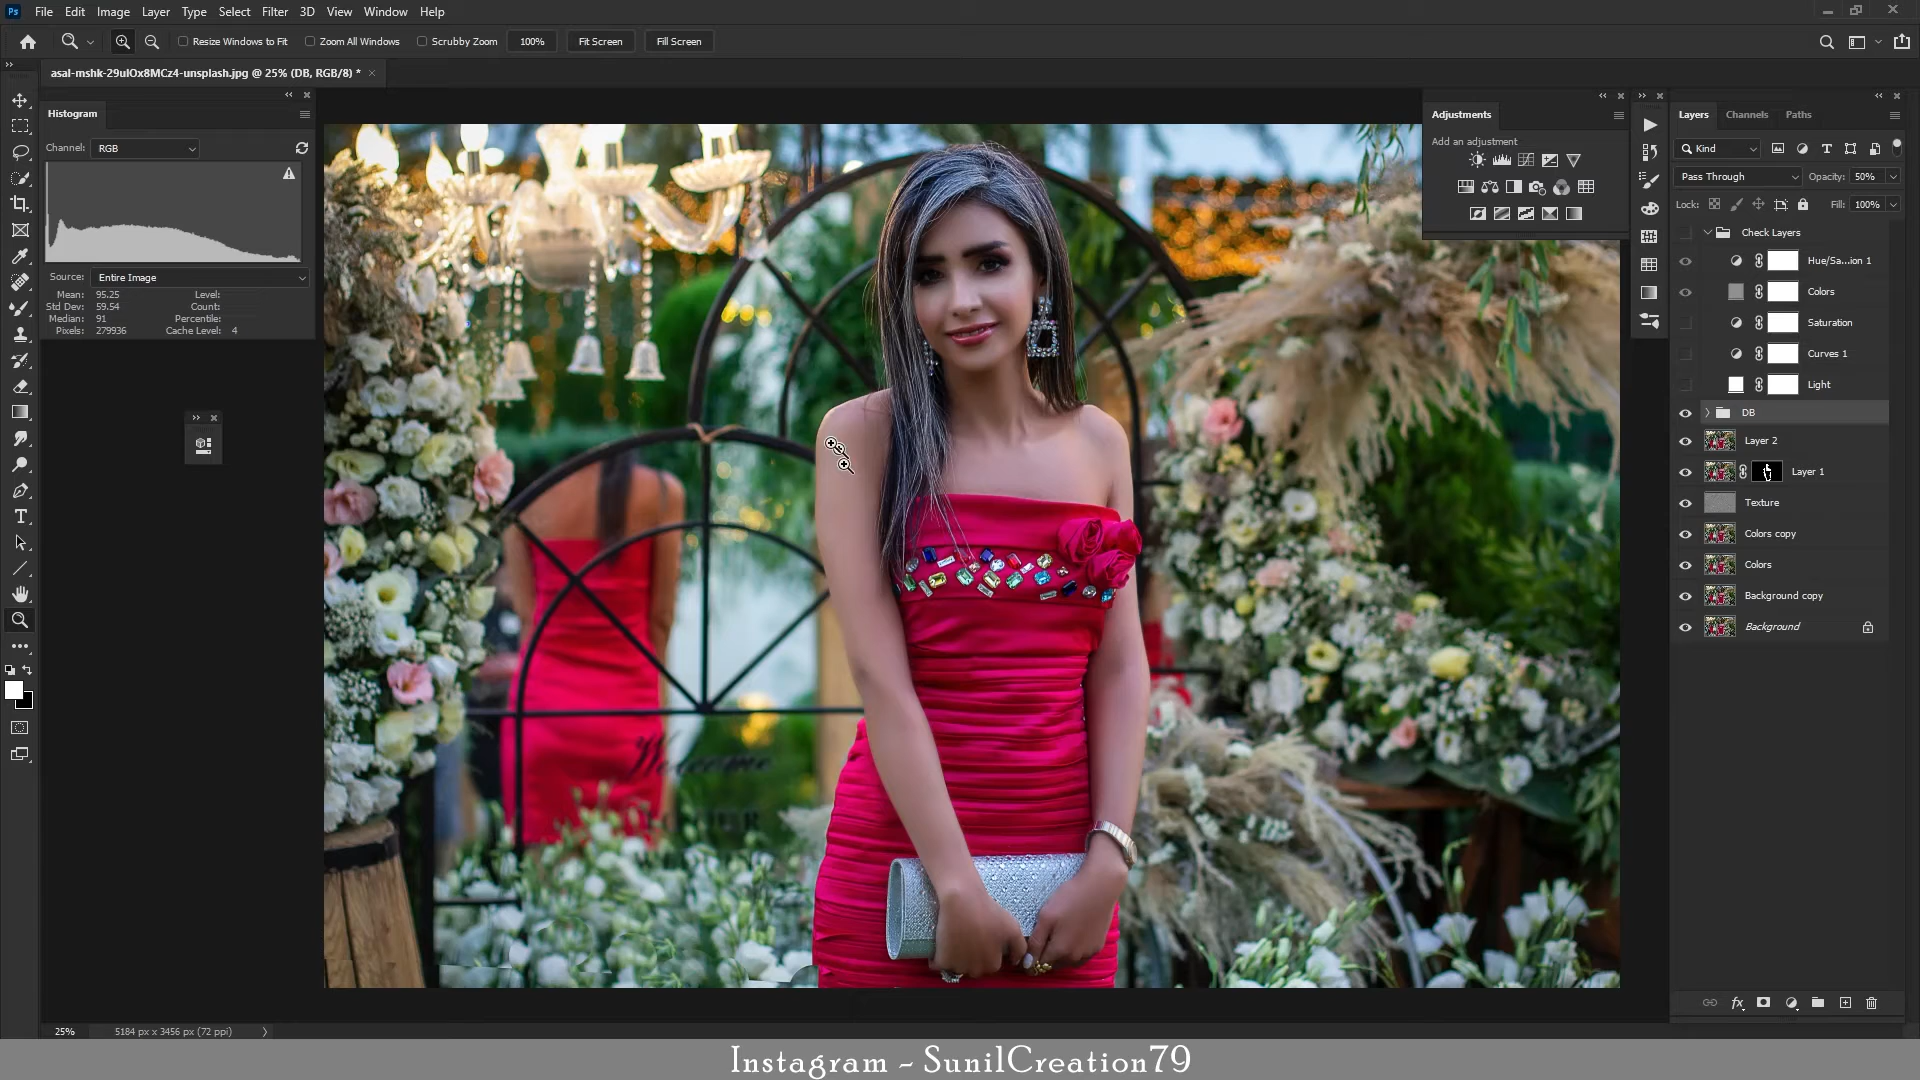 Ps File Edit Image Layer Type Select Filter 3D View Window Help
Resize Windows to Fit Zoom All Windows Scrubby Zoom 100% Fit Screen Fill Screen
asal-mshk-29ulOx8MCz4-unsplash.jpg @ 25% (DB, RGB/8) *
Histogram
Channel: RGB
Source: Entire Image
Mean: 95.25 Level:
Std Dev: 59.54 Count:
Median: 91 Percentile:
Pixels: 279936 Cache Level: 4
Adjustments
Add an adjustment
Layers Channels Paths
Kind
Pass Through Opacity: 50%
Lock: Fill: 100%
Check Layers
Hue/Sa...ion 1
Colors
Saturation
Curves 1
Light
DB
Layer 2
Layer 1
Texture
Colors copy
Colors
Background copy
Background
Welcome
25% 5184 px x 3456 px (72 ppi)
Instagram - SunilCreation79